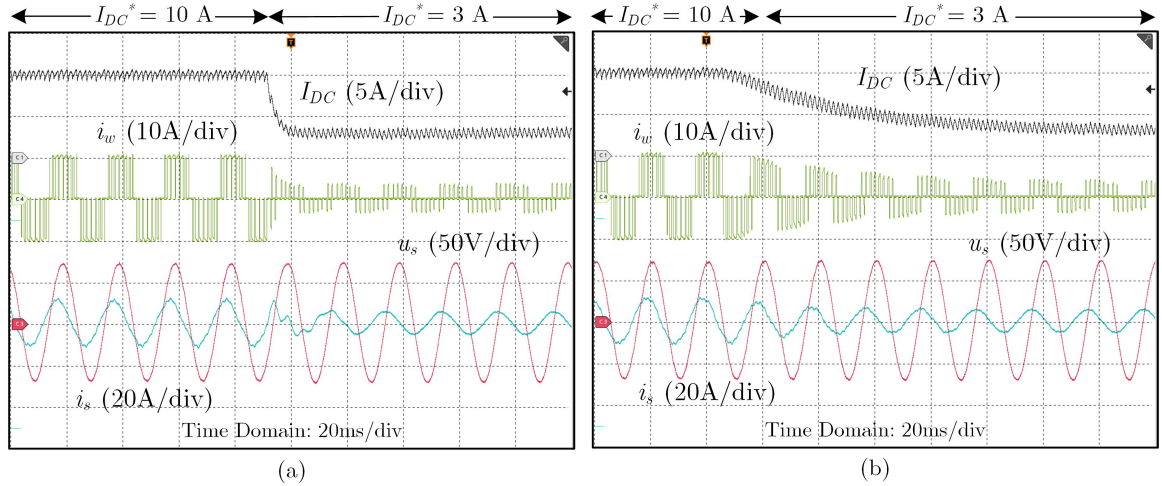 I_DC* = 10 A
I_DC* = 3 A
T
I_DC (5A/div)
i_w (10A/div)
C1
C4
u_s (50V/div)
C3
i_s (20A/div)
Time Domain: 20ms/div
(a)
I_DC* = 10 A
I_DC* = 3 A
T
I_DC (5A/div)
i_w (10A/div)
C1
C4
u_s (50V/div)
C3
i_s (20A/div)
Time Domain: 20ms/div
(b)